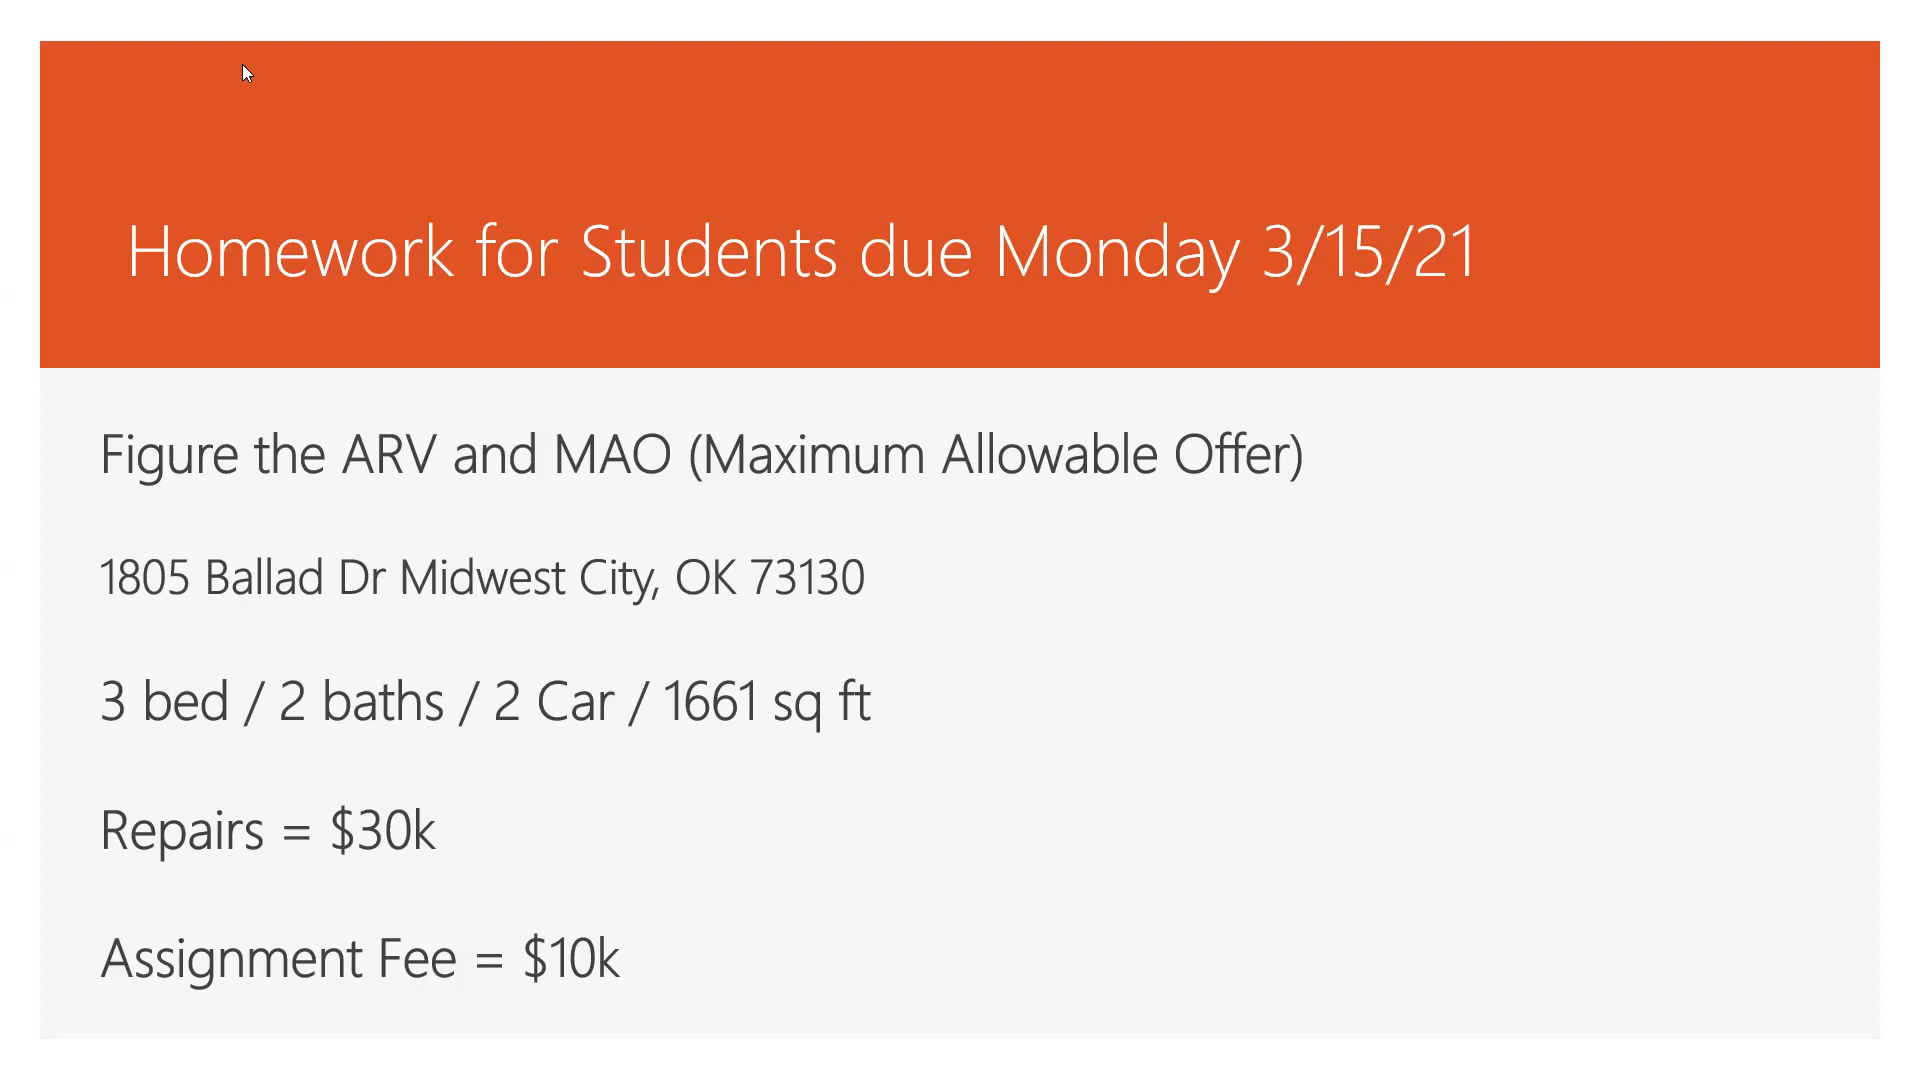 Homework for Students due Monday 3/15/21
Figure the ARV and MAO (Maximum Allowable Offer)
1805 Ballad Dr Midwest City, OK 73130
3 bed / 2 baths / 2 Car / 1661 sq ft
Repairs = $30k
Assignment Fee = $10k